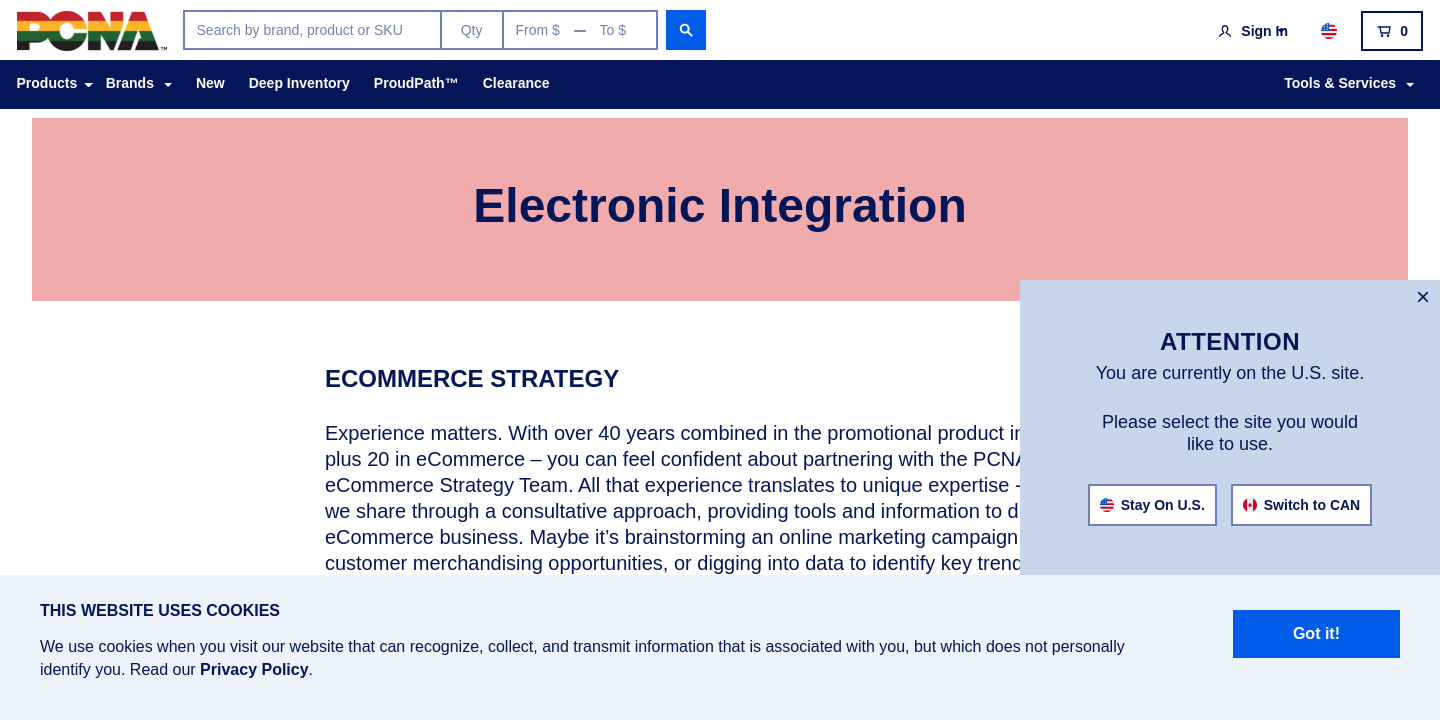 PCNA™
Search by brand, product or SKU
Qty
From $ — To $
Sign In
0
Products
Brands
New
Deep Inventory
ProudPath™
Clearance
Tools & Services
Electronic Integration
ECOMMERCE STRATEGY
Experience matters. With over 40 years combined in the promotional product
plus 20 in eCommerce – you can feel confident about partnering with the PCNA
eCommerce Strategy Team. All that experience translates to unique expertise -
we share through a consultative approach, providing tools and information to
eCommerce business. Maybe it’s brainstorming an online marketing campaign
customer merchandising opportunities, or digging into data to identify key trend
×
ATTENTION
You are currently on the U.S. site.
Please select the site you would
like to use.
Stay On U.S.
Switch to CAN
THIS WEBSITE USES COOKIES
We use cookies when you visit our website that can recognize, collect, and transmit information that is associated with you, but which does not personally
identify you. Read our Privacy Policy.
Got it!